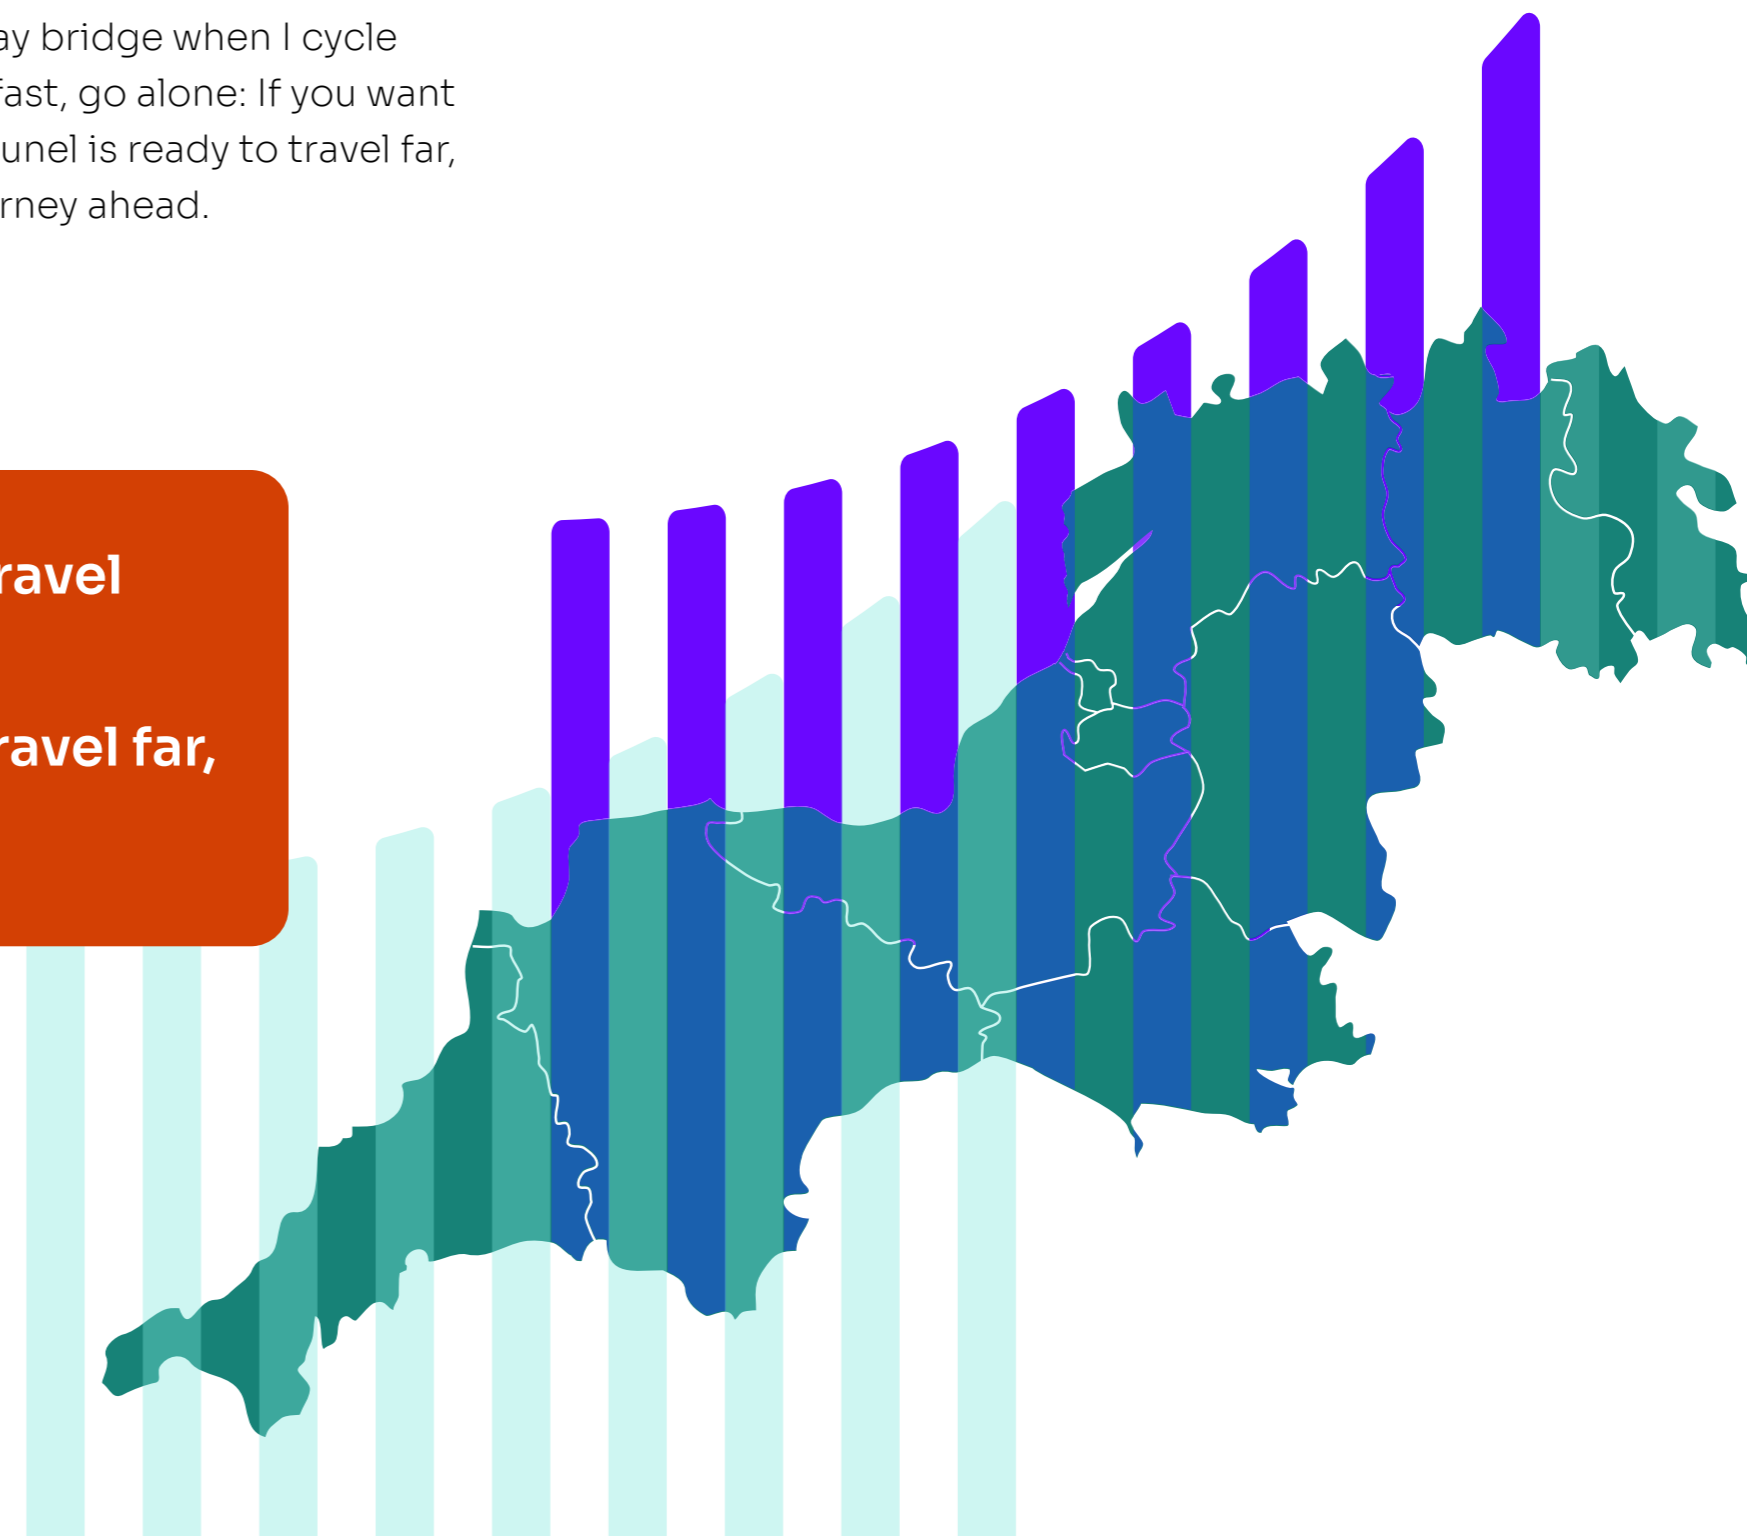 ay bridge when I cycle
fast, go alone: If you want
unel is ready to travel far,
rney ahead.
ravel
ravel far,